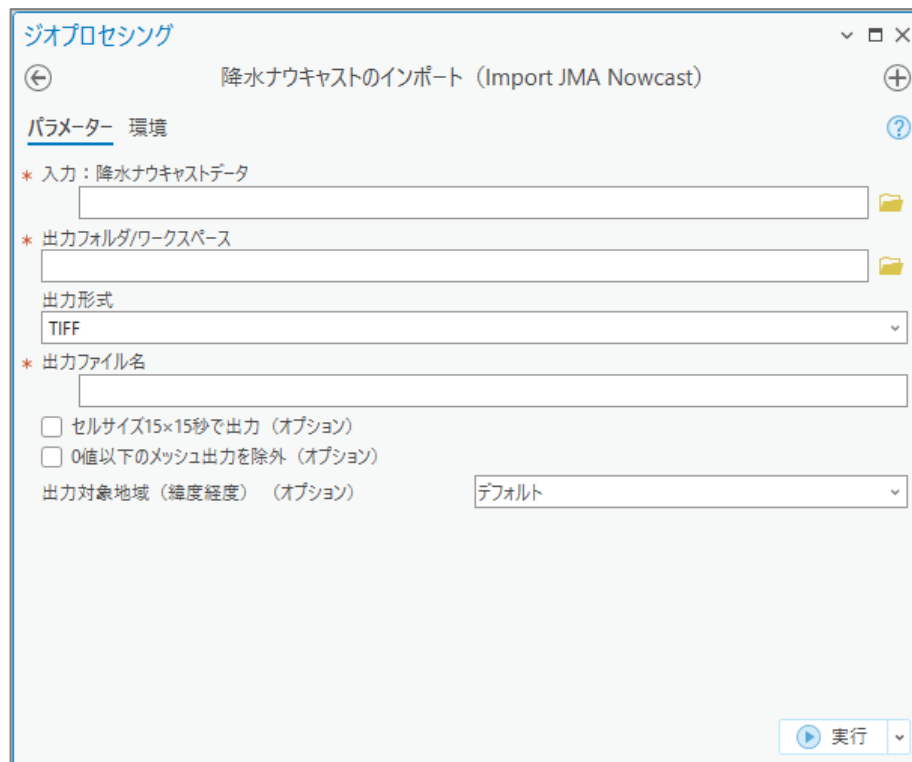 ジオプロセシング
降水ナウキャストのインポート（Import JMA Nowcast）
パラメーター 環境
* 入力：降水ナウキャストデータ
* 出力フォルダ/ワークスペース
出力形式
TIFF
* 出力ファイル名
セルサイズ15×15秒で出力（オプション）
0値以下のメッシュ出力を除外（オプション）
出力対象地域（緯度経度）（オプション） デフォルト
実行